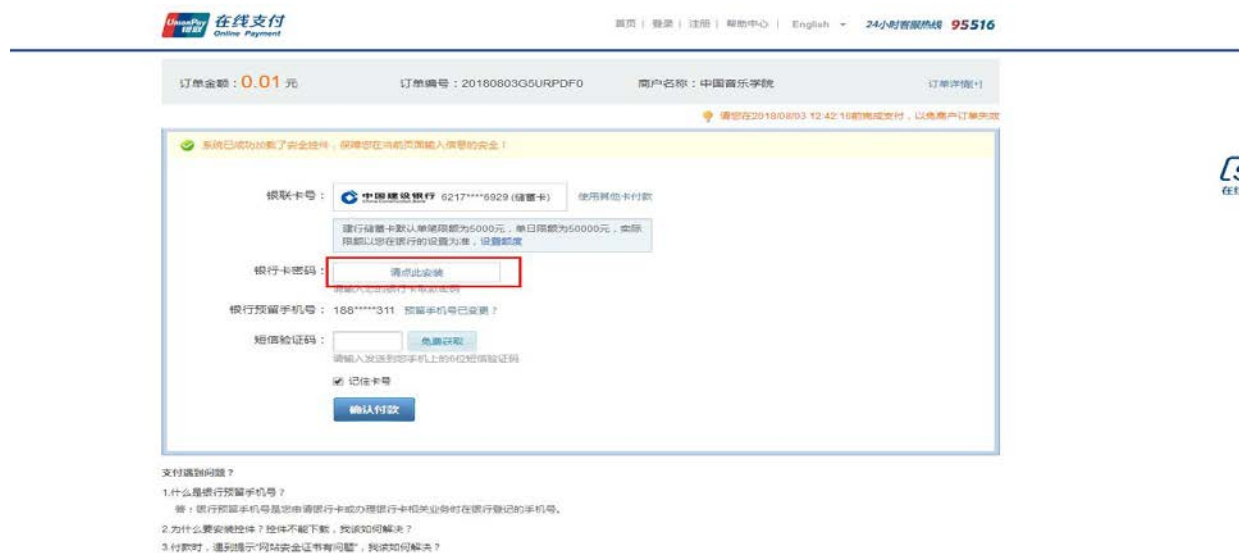 UnionPay 银联 在线支付 Online Payment
首页 | 登录 | 注册 | 帮助中心 | English 24小时客服热线 95516
订单金额：0.01 元 订单编号：20180803G5URPDF0 商户名称：中国音乐学院 订单详情[+]
请您在2018/08/03 12:42:16前完成支付，以免商户订单失效
系统已成功加载了安全控件，保障您在当前页面输入信息的安全！
银联卡号： 中国建设银行 China Construction Bank 6217****6929 (储蓄卡) 使用其他卡付款
建行储蓄卡默认单笔限额为5000元，单日限额为50000元，实际
限额以您在银行的设置为准，设置额度
银行卡密码： 请点此安装
请输入您的银行卡取款密码
银行预留手机号： 188*****311 预留手机号已变更？
短信验证码： 免费获取
请输入发送到您手机上的6位短信验证码
记住卡号
确认付款
支付遇到问题？
1.什么是银行预留手机号？
答：银行预留手机号是您申请银行卡或办理银行卡相关业务时在银行登记的手机号。
2.为什么要安装控件？控件不能下载，我该如何解决？
3.付款时，遇到提示“网站安全证书有问题”，我该如何解决？